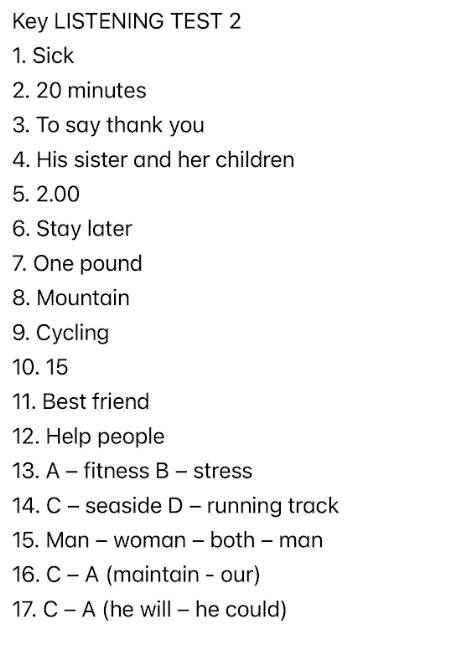 Key LISTENING TEST 2
1. Sick
2. 20 minutes
3. To say thank you
4. His sister and her children
5. 2.00
6. Stay later
7. One pound
8. Mountain
9. Cycling
10. 15
11. Best friend
12. Help people
13. A – fitness B – stress
14. C – seaside D – running track
15. Man – woman – both – man
16. C – A (maintain - our)
17. C – A (he will – he could)